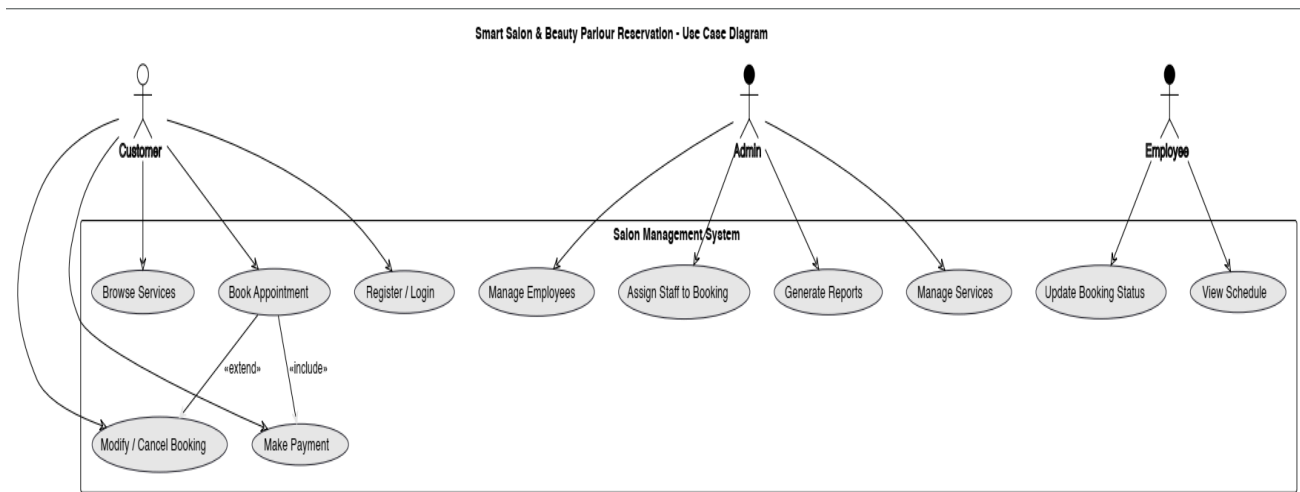 Smart Salon & Beauty Parlour Reservation - Use Case Diagram
Customer
Admin
Employee
Salon Management System
Browse Services
Book Appointment
Register / Login
Manage Employees
Assign Staff to Booking
Generate Reports
Manage Services
Update Booking Status
View Schedule
«extend»
«include»
Modify / Cancel Booking
Make Payment